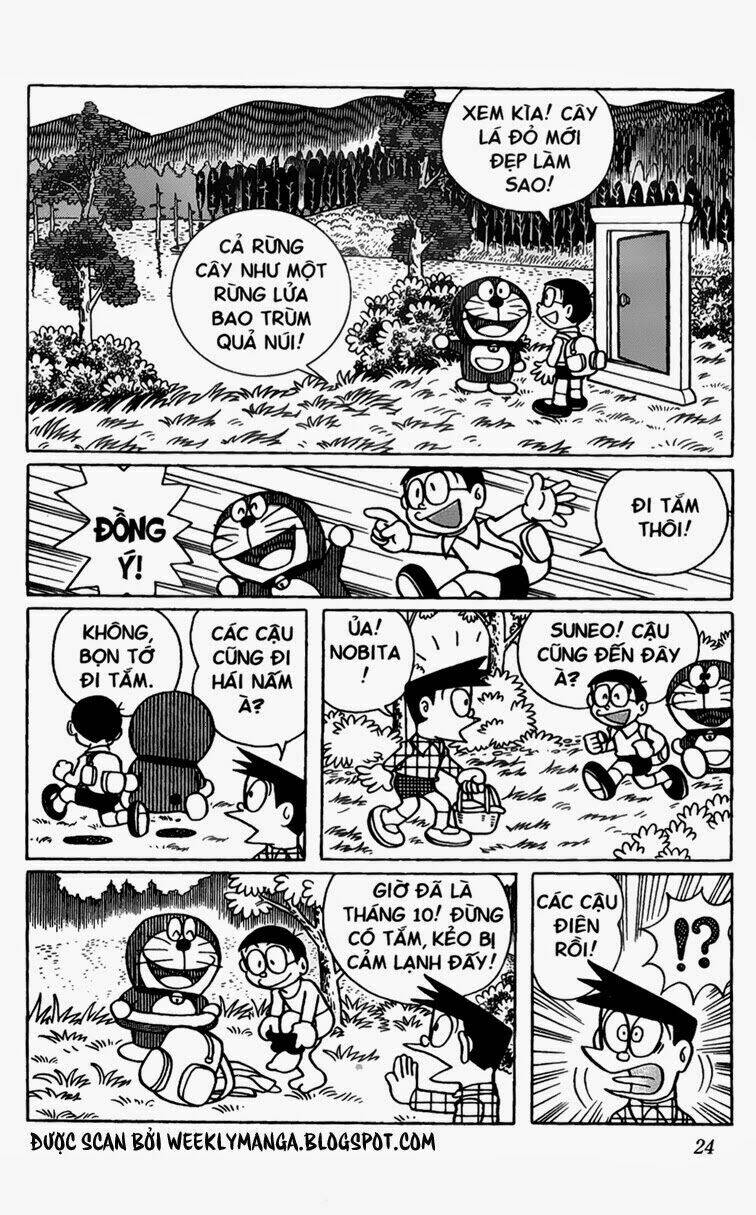 XEM KÌA! CÂY
LÁ ĐỎ MỚI
ĐẸP LÀM
SAO!
CẢ RỪNG
CÂY NHƯ MỘT
RỪNG LỬA
BAO TRÙM
QUẢ NÚI!
ĐI TẮM
THÔI!
ĐỒNG
Ý!
SUNEO! CẬU
CŨNG ĐẾN ĐÂY
À?
ỦA!
NOBITA
!
CÁC CẬU
CŨNG ĐI
HÁI NẤM
À?
KHÔNG,
BỌN TỚ
ĐI TẮM.
!?
CÁC CẬU
ĐIÊN
RỒI!
GIỜ ĐÃ LÀ
THÁNG 10! ĐỪNG
CÓ TẮM, KẺO BỊ
CẢM LẠNH ĐẤY!
ĐƯỢC SCAN BỞI WEEKLYMANGA.BLOGSPOT.COM
24